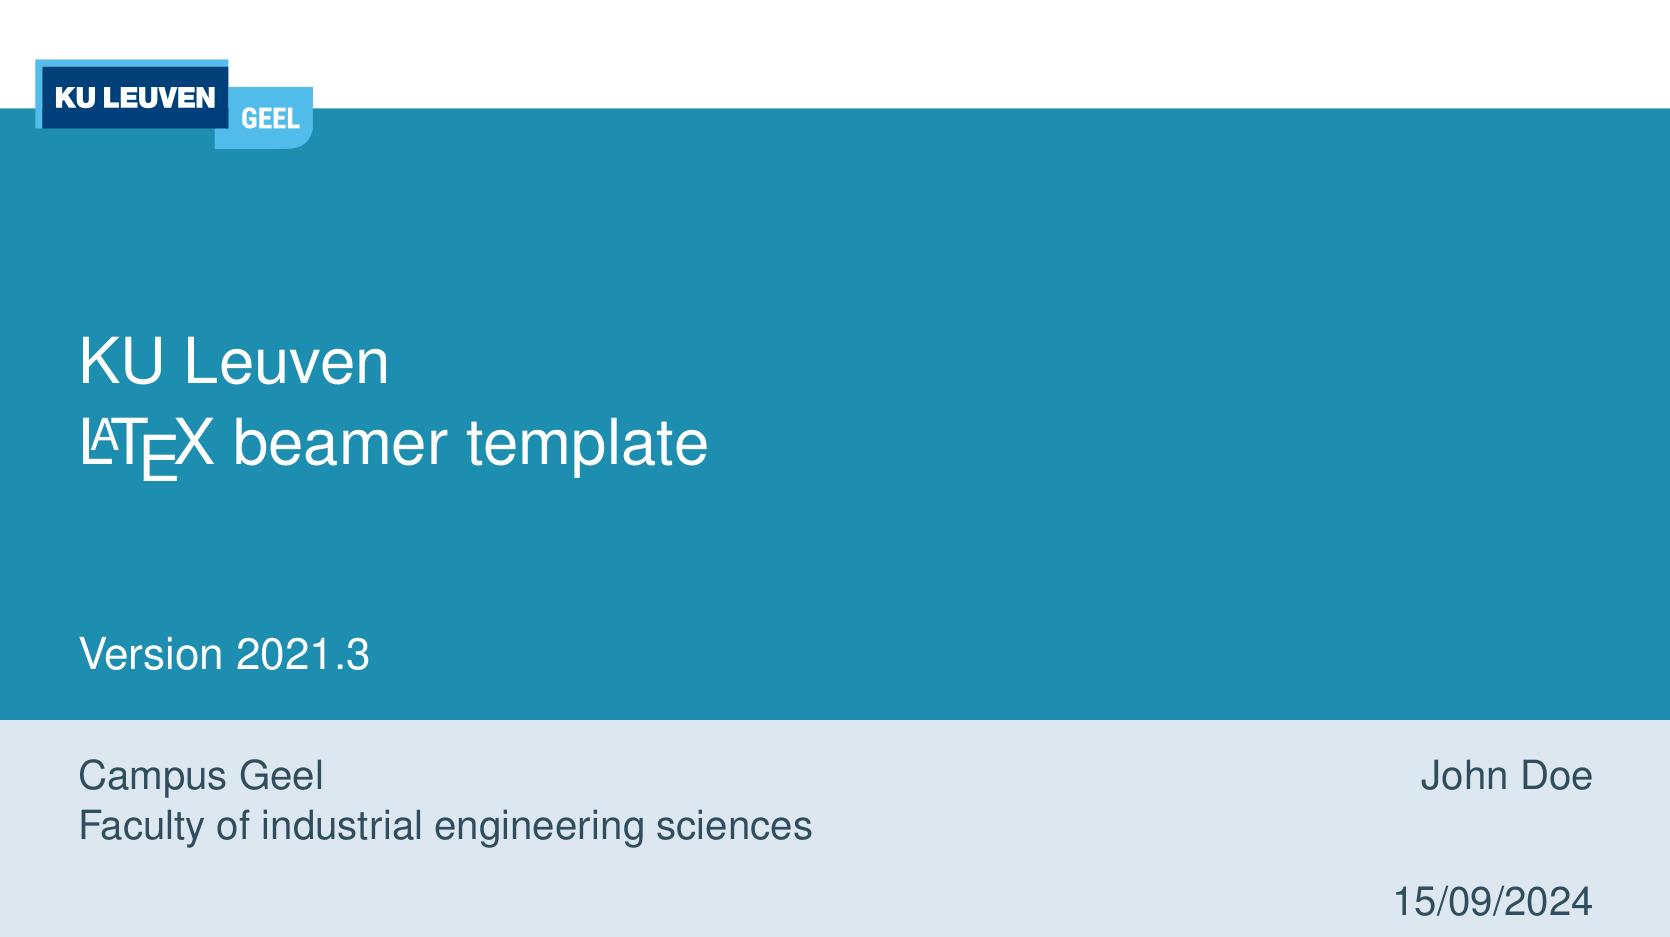 KU LEUVEN
GEEL
KU Leuven
LATEX beamer template
Version 2021.3
Campus Geel
John Doe
Faculty of industrial engineering sciences
15/09/2024